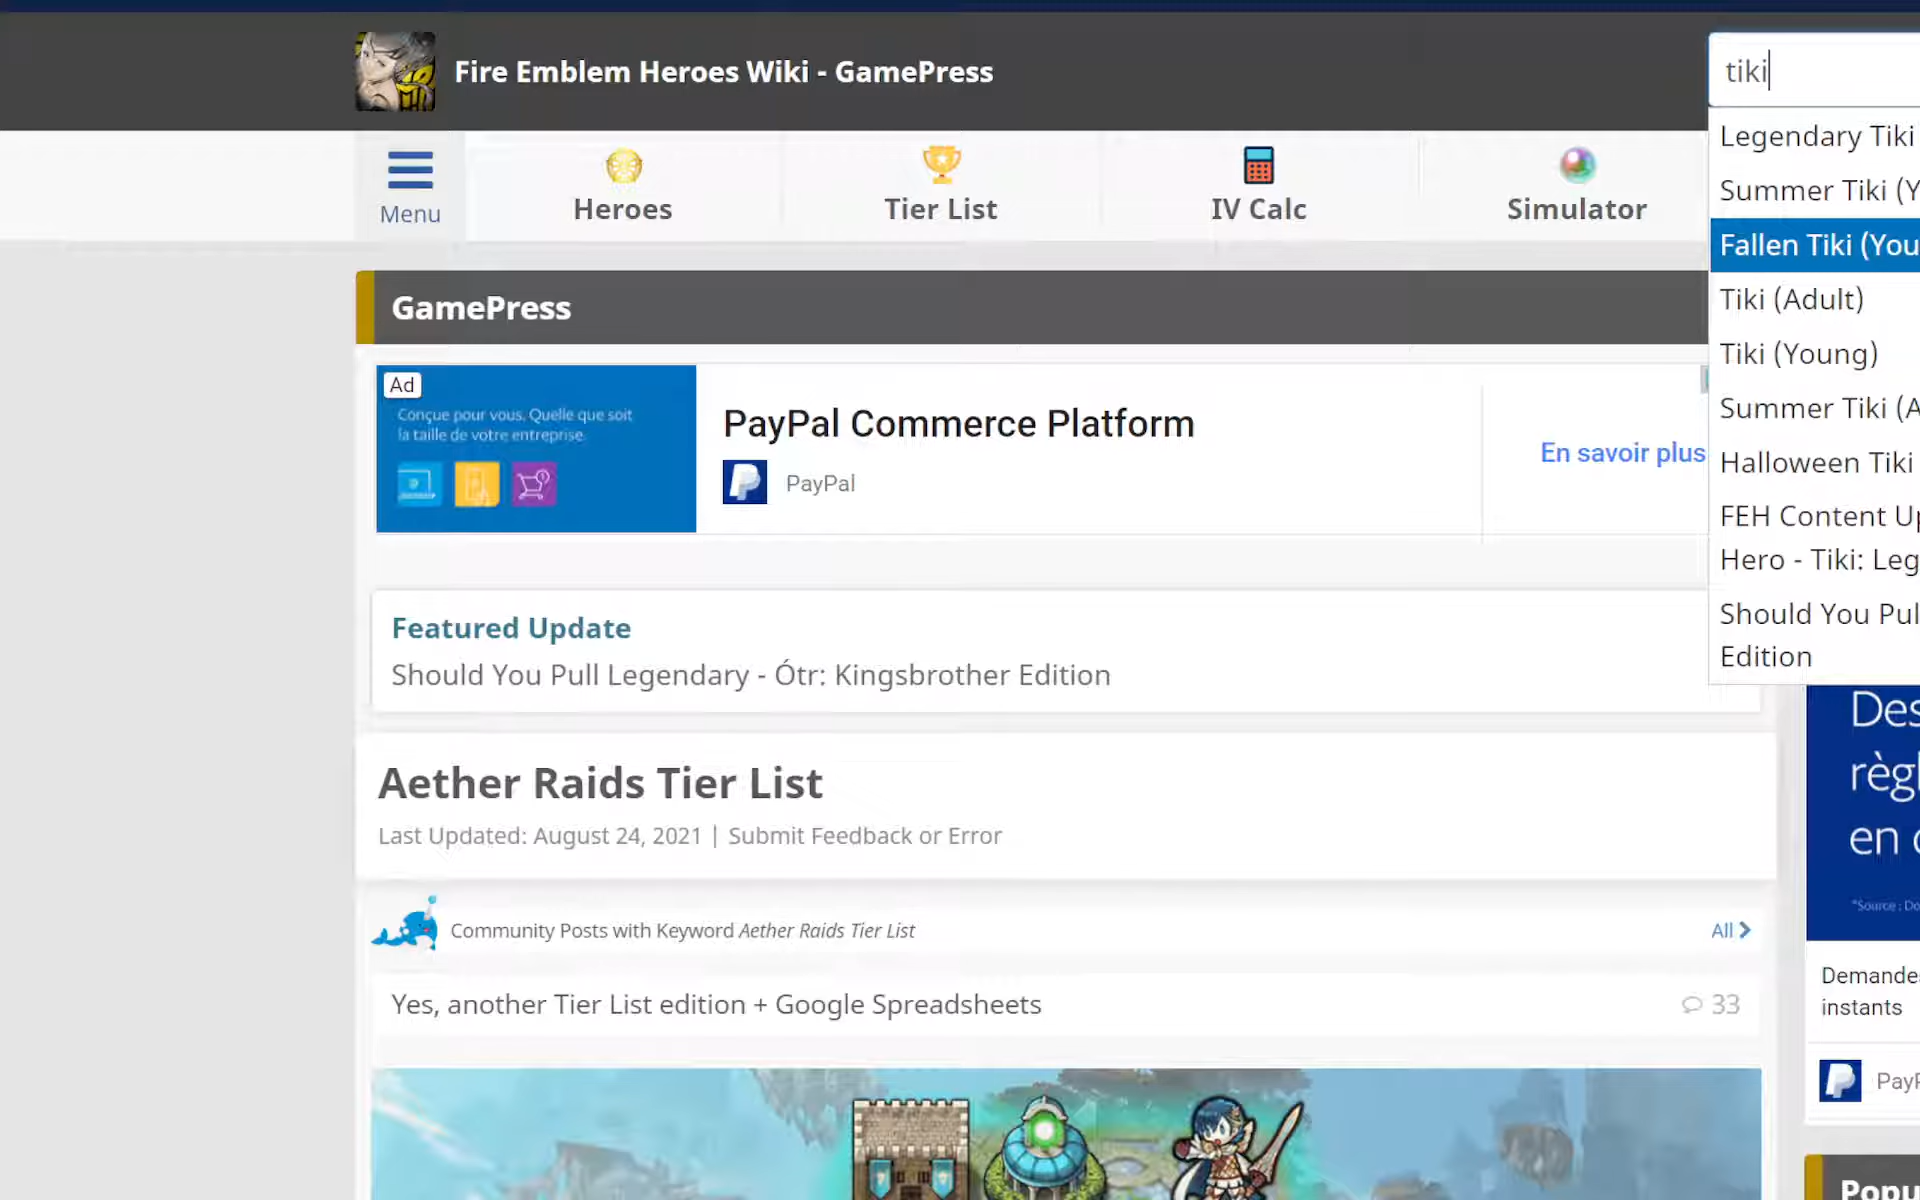 Fire Emblem Heroes Wiki - GamePress
tiki
Menu
Heroes
Tier List
IV Calc
Simulator
Legendary Tiki
Summer Tiki (Y
Fallen Tiki (You
Tiki (Adult)
Tiki (Young)
Summer Tiki (A
Halloween Tiki
FEH Content Up
Hero - Tiki: Leg
Should You Pul
Edition
GamePress
Ad
Conçue pour vous. Quelle que soit
la taille de votre entreprise.
PayPal Commerce Platform
PayPal
En savoir plus
Featured Update
Should You Pull Legendary - Ótr: Kingsbrother Edition
Aether Raids Tier List
Last Updated: August 24, 2021 | Submit Feedback or Error
Community Posts with Keyword Aether Raids Tier List
All
Yes, another Tier List edition + Google Spreadsheets
33
Des
règl
en c
*Source : Do
Demandes
instants
PayP
Popu